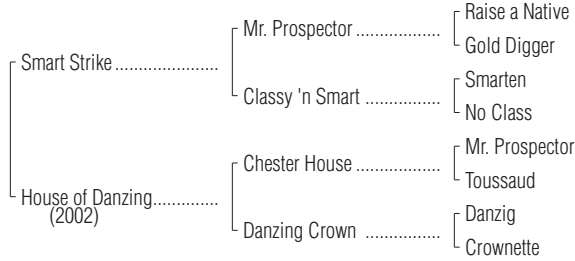 Raise a Native
Mr. Prospector ..................
Gold Digger
Smart Strike ......................
Smarten
Classy 'n Smart ................
No Class
Mr. Prospector
Chester House ..................
Toussaud
House of Danzing..............
(2002)
Danzig
Danzing Crown ................
Crownette